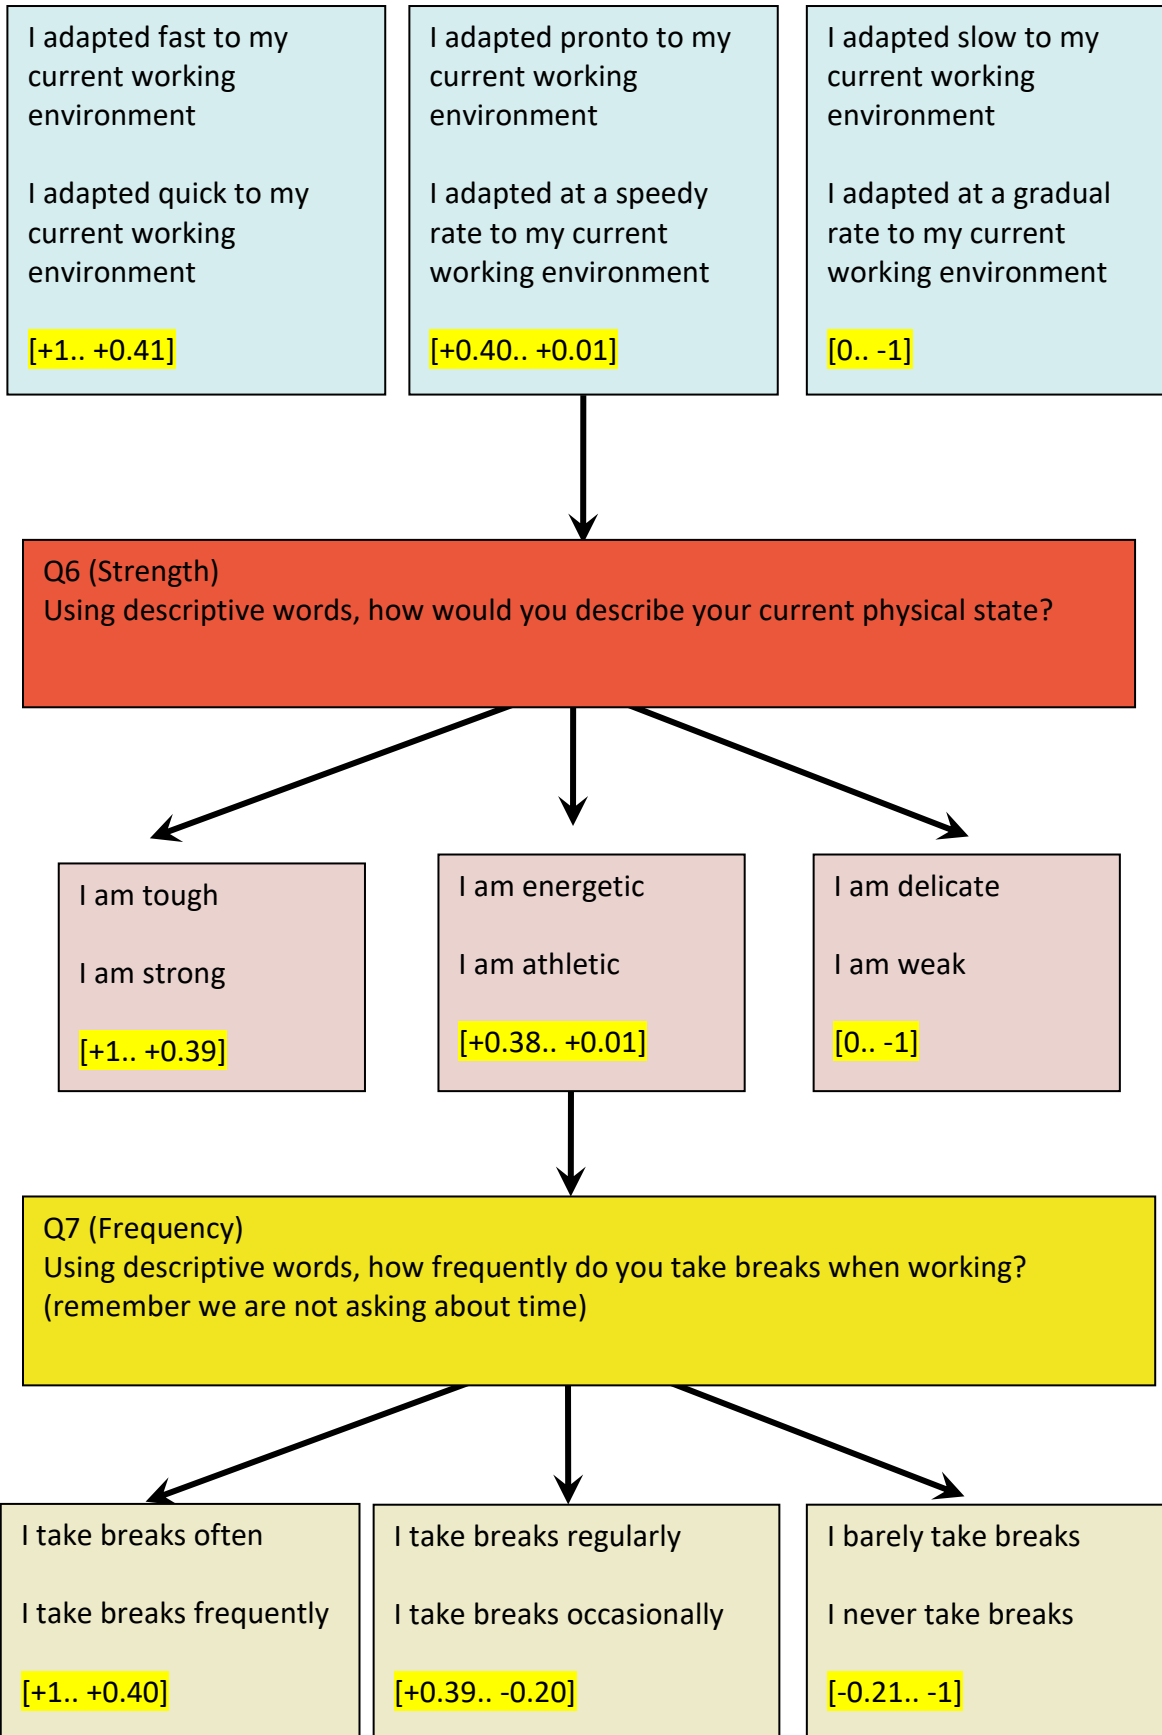 I adapted fast to my
current working
environment
I adapted quick to my
current working
environment
[+1.. +0.41]
I adapted pronto to my
current working
environment
I adapted at a speedy
rate to my current
working environment
[+0.40.. +0.01]
I adapted slow to my
current working
environment
I adapted at a gradual
rate to my current
working environment
[0.. -1]
Q6 (Strength)
Using descriptive words, how would you describe your current physical state?
I am tough
I am strong
[+1.. +0.39]
I am energetic
I am athletic
[+0.38.. +0.01]
I am delicate
I am weak
[0.. -1]
Q7 (Frequency)
Using descriptive words, how frequently do you take breaks when working?
(remember we are not asking about time)
I take breaks often
I take breaks frequently
[+1.. +0.40]
I take breaks regularly
I take breaks occasionally
[+0.39.. -0.20]
I barely take breaks
I never take breaks
[-0.21.. -1]